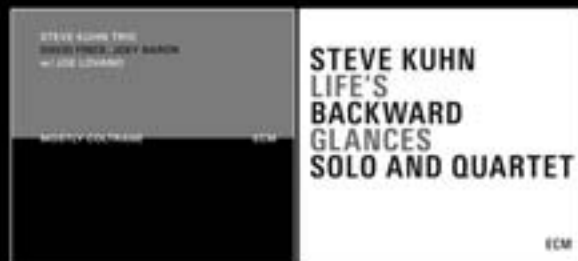 STEVE KUHN TRIO
DAVID FINCK, JOEY BARON
w/ JOE LOVANO
MOSTLY COLTRANE ECM
STEVE KUHN
LIFE'S
BACKWARD
GLANCES
SOLO AND QUARTET
ECM